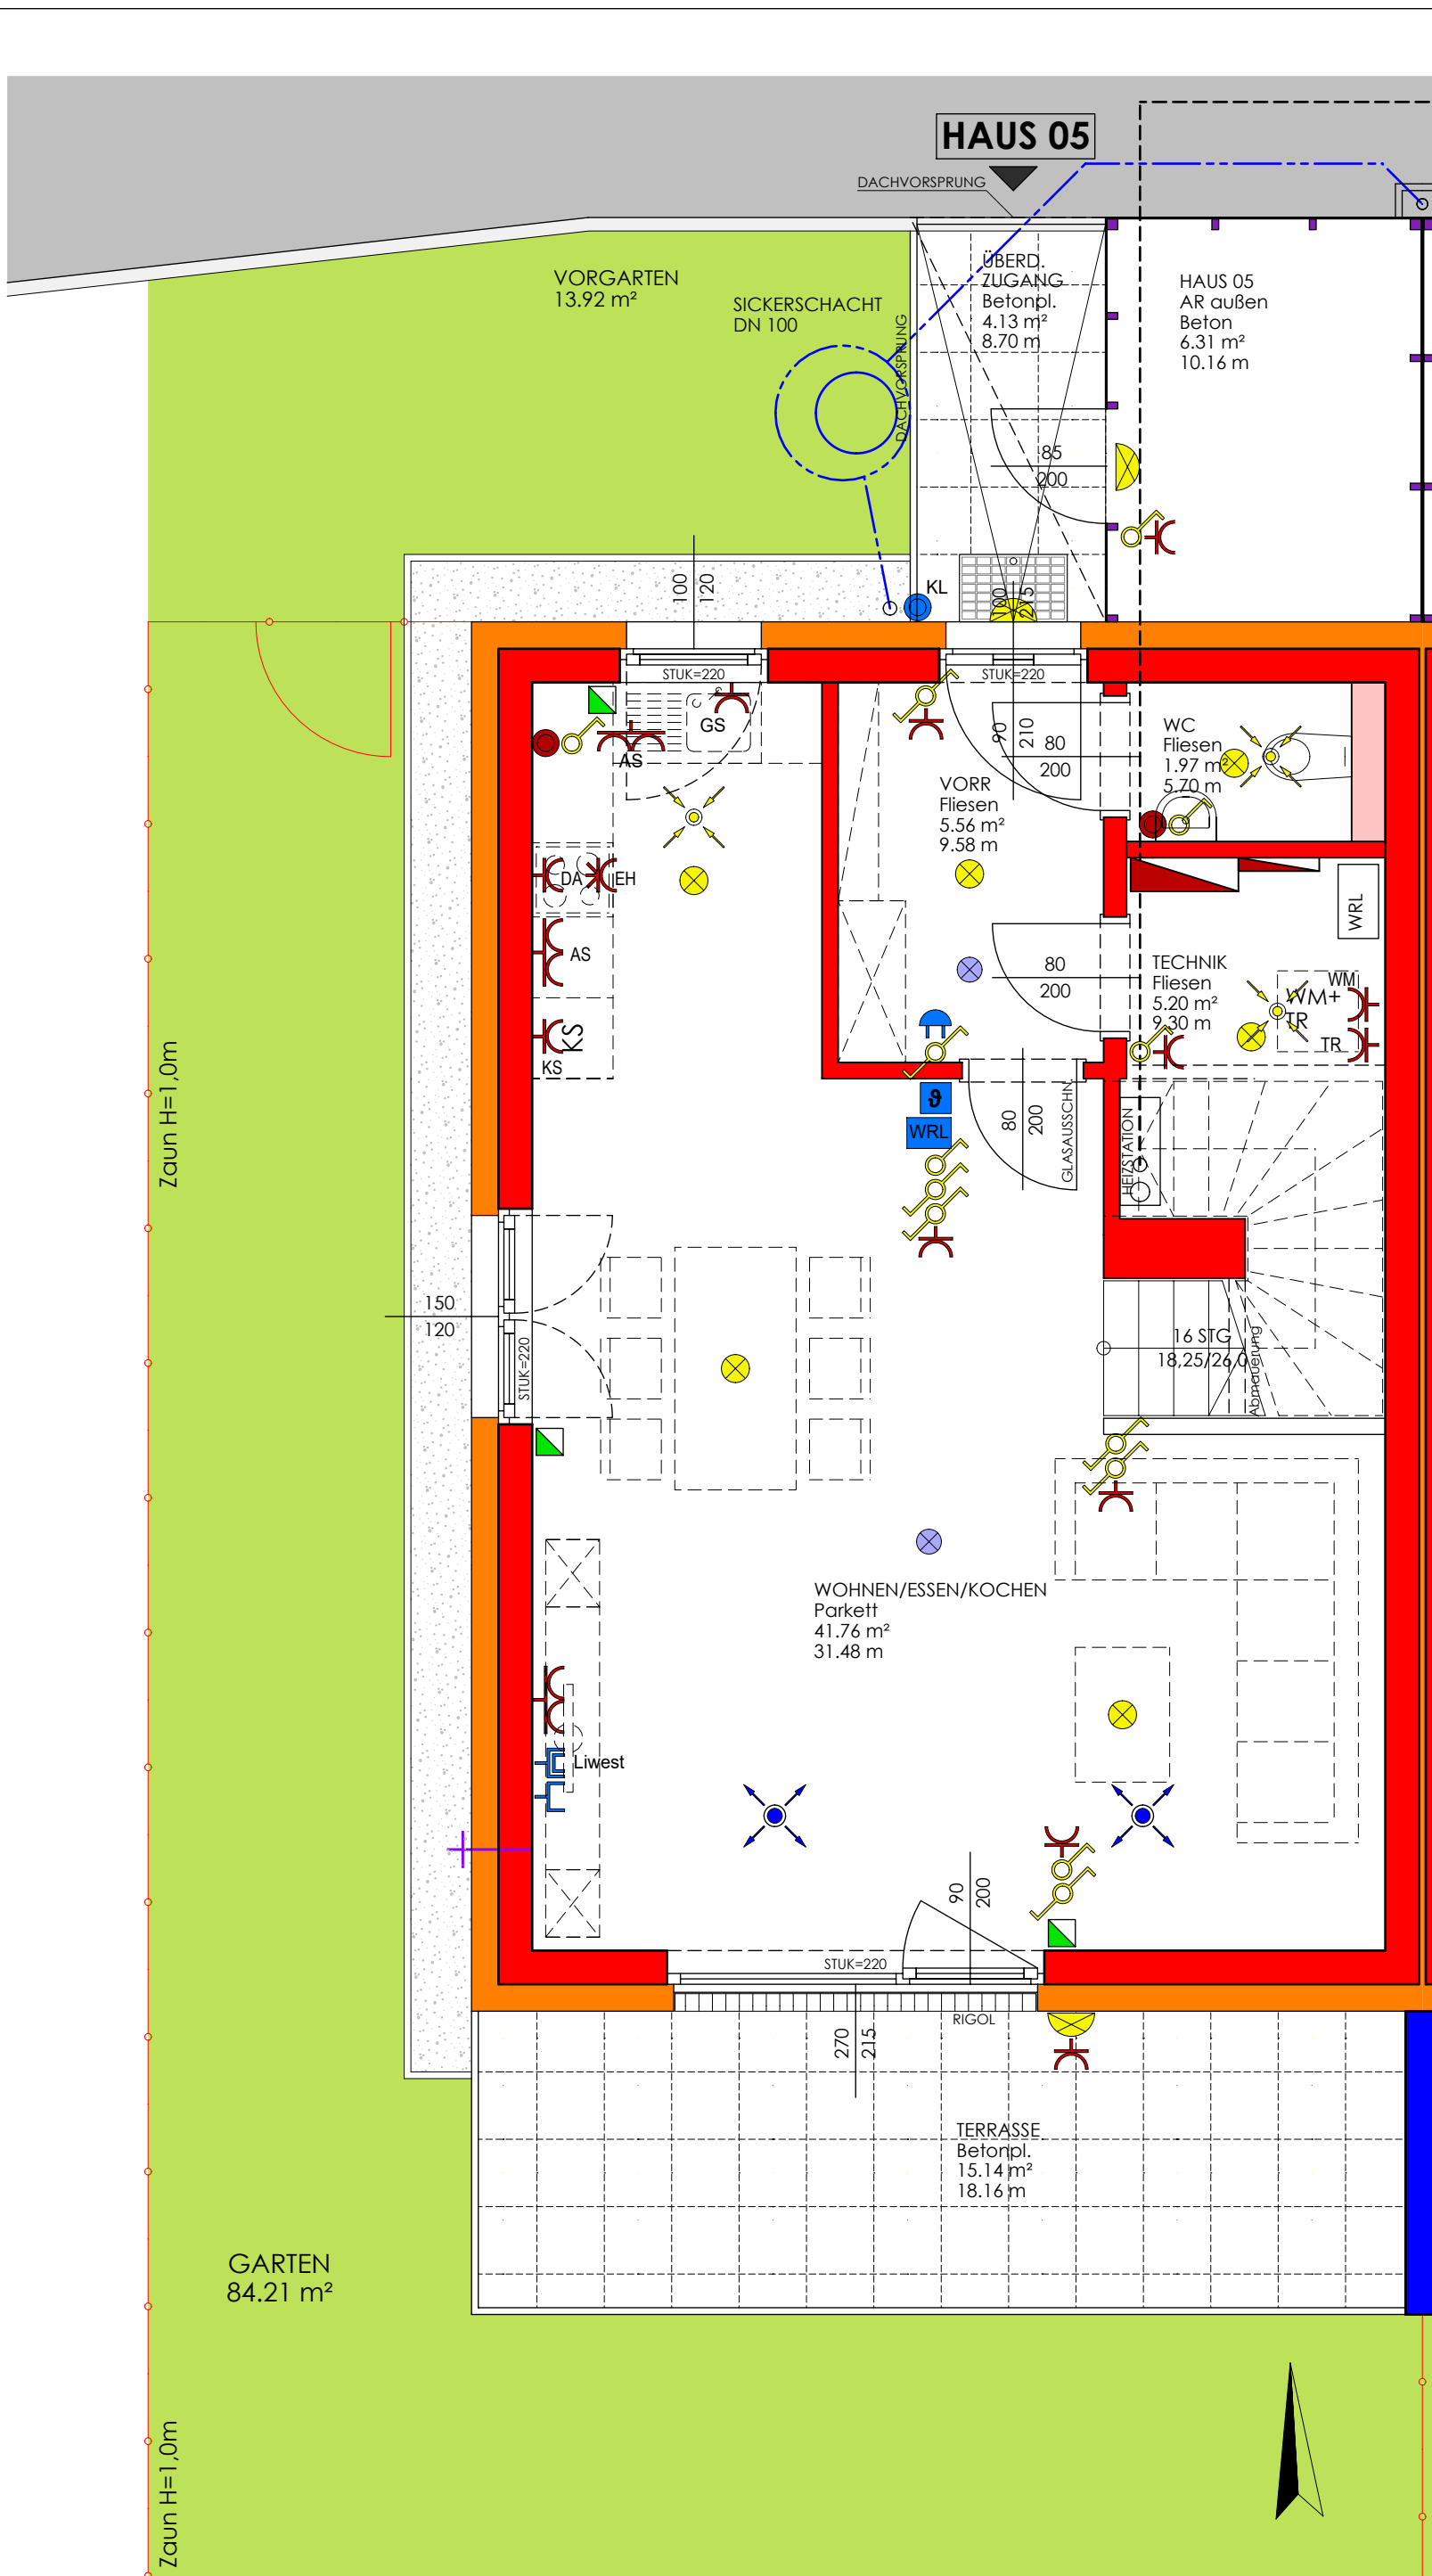 HAUS 05
DACHVORSPRUNG
VORGARTEN
13.92 m²
SICKERSCHACHT
DN 100
DACHVORSPRUNG
ÜBERD.
ZUGANG
Betonpl.
4.13 m²
8.70 m
HAUS 05
AR außen
Beton
6.31 m²
10.16 m
85
200
100
120
KL
100
215
STUK=220
STUK=220
GS
AS
90
210
80
200
WC
Fliesen
1.97 m²
5.70 m
VORR
Fliesen
5.56 m²
9.58 m
DA
EH
AS
KS
KS
WRL
80
200
TECHNIK
Fliesen
5.20 m²
9.30 m
WM
WM+
TR
TR
ϑ
WRL
80
200
GLASAUSSCHN.
HEIZSTATION
Zaun H=1,0m
150
120
STUK=220
16 STG
18,25/26,0
Abmauerung
WOHNEN/ESSEN/KOCHEN
Parkett
41.76 m²
31.48 m
Liwest
90
200
STUK=220
RIGOL
270
215
TERRASSE
Betonpl.
15.14 m²
18.16 m
GARTEN
84.21 m²
Zaun H=1,0m